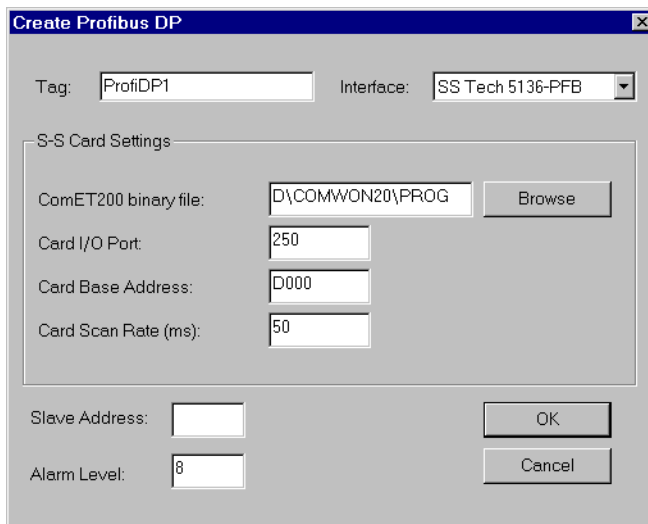 Create Profibus DP
Tag: ProfiDP1 Interface: SS Tech 5136-PFB
S-S Card Settings
ComET200 binary file: D\COMWON20\PROG Browse
Card I/O Port: 250
Card Base Address: D000
Card Scan Rate (ms): 50
Slave Address: OK
Alarm Level: 8 Cancel